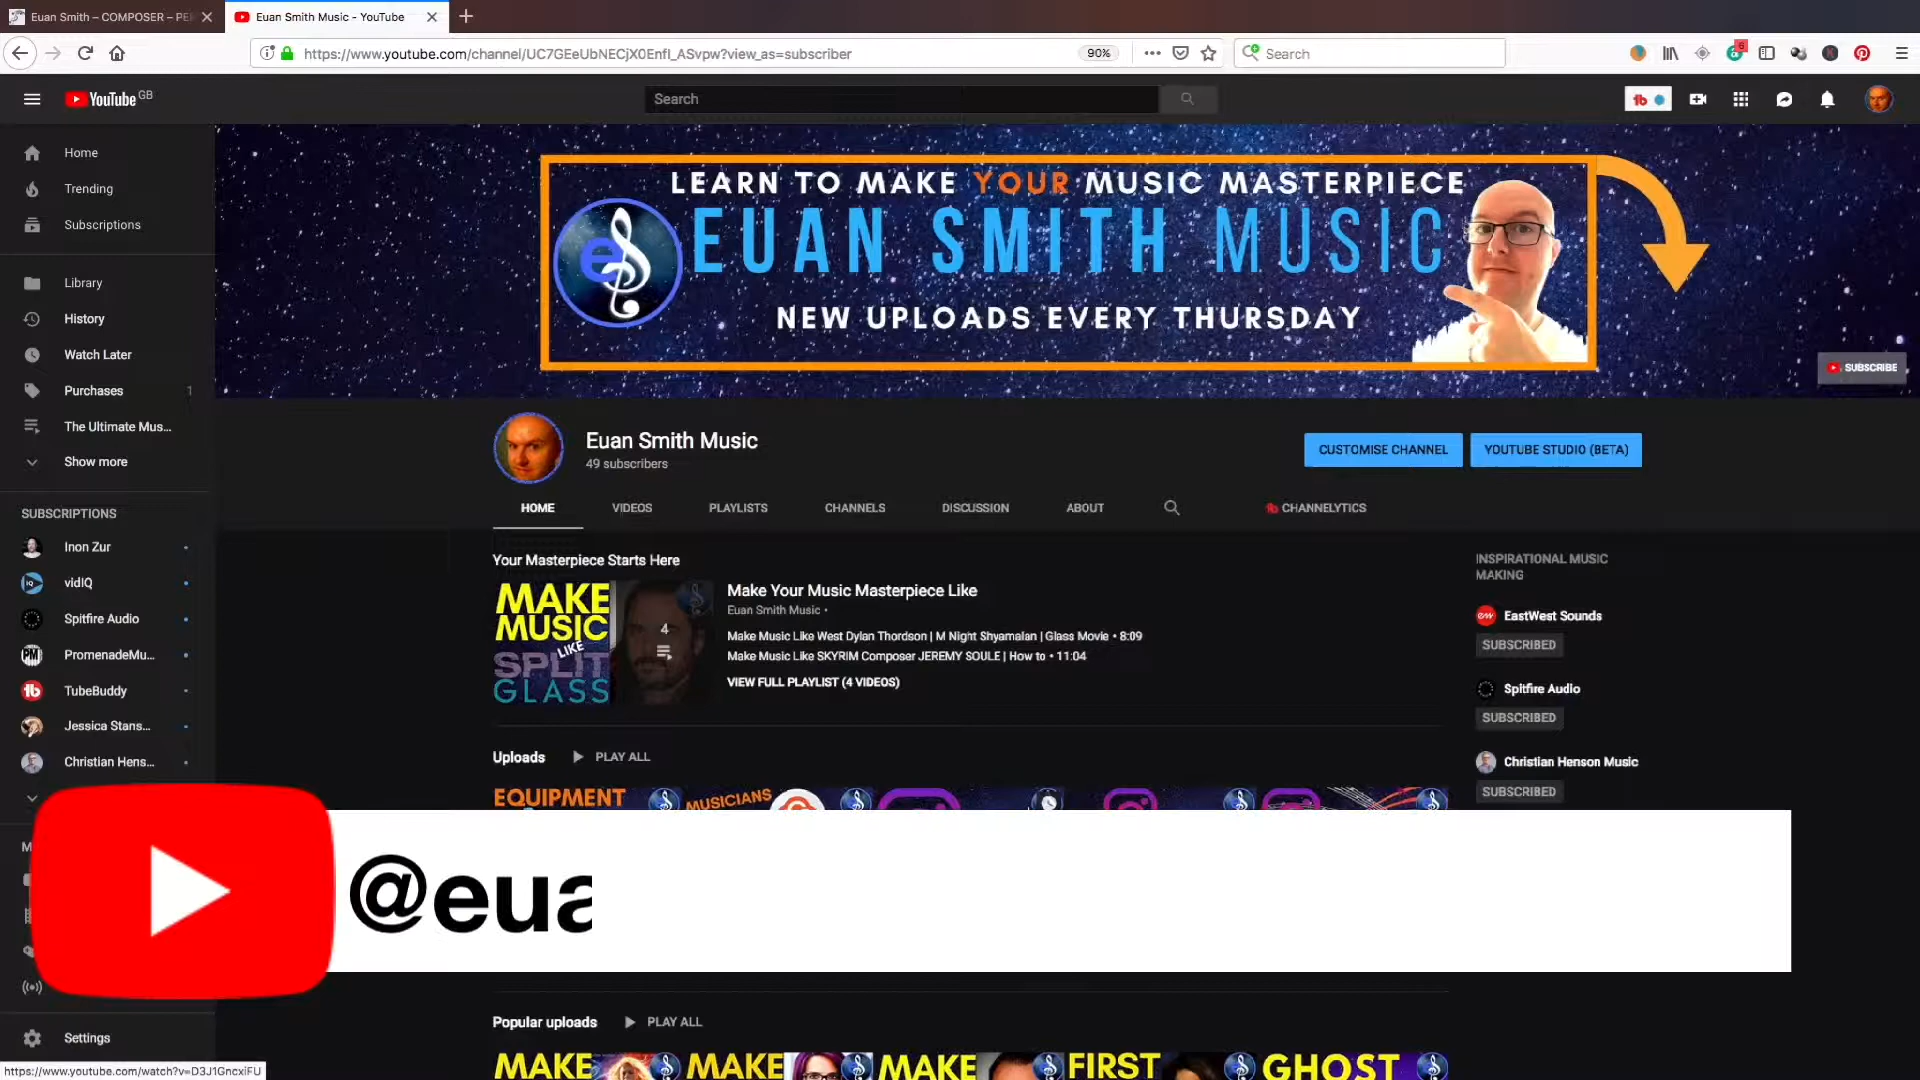 Euan Smith – COMPOSER – PE
Euan Smith Music - YouTube
https://www.youtube.com/channel/UC7GEeUbNECjX0EnfI_ASvpw?view_as=subscriber
90%
Search
6
YouTube GB
Search
Home
Trending
Subscriptions
Library
History
Watch Later
Purchases 1
The Ultimate Mus...
Show more
SUBSCRIPTIONS
Inon Zur
vidIQ
Spitfire Audio
PromenadeMu...
TubeBuddy
Jessica Stans...
Christian Hens...
M
Settings
https://www.youtube.com/watch?v=D3J1GncxiFU
LEARN TO MAKE YOUR MUSIC MASTERPIECE
EUAN SMITH MUSIC
NEW UPLOADS EVERY THURSDAY
SUBSCRIBE
Euan Smith Music
49 subscribers
CUSTOMISE CHANNEL
YOUTUBE STUDIO (BETA)
HOME
VIDEOS
PLAYLISTS
CHANNELS
DISCUSSION
ABOUT
CHANNELYTICS
Your Masterpiece Starts Here
MAKE
MUSIC
LIKE
SPLIT
GLASS
4
Make Your Music Masterpiece Like
Euan Smith Music •
Make Music Like West Dylan Thordson | M Night Shyamalan | Glass Movie • 8:09
Make Music Like SKYRIM Composer JEREMY SOULE | How to • 11:04
VIEW FULL PLAYLIST (4 VIDEOS)
INSPIRATIONAL MUSIC
MAKING
EastWest Sounds
SUBSCRIBED
Spitfire Audio
SUBSCRIBED
Christian Henson Music
SUBSCRIBED
Uploads
PLAY ALL
EQUIPMENT
MUSICIANS
@eua
Popular uploads
PLAY ALL
MAKE
MAKE
MAKE
FIRST
GHOST